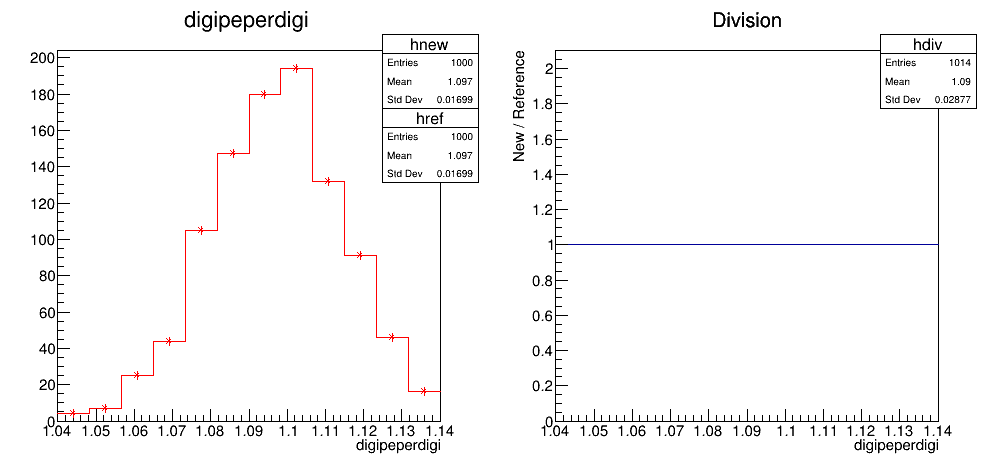 digipeperdigi
hnew
Entries 1000
Mean 1.097
Std Dev 0.01699
href
Entries 1000
Mean 1.097
Std Dev 0.01699
200
180
160
140
120
100
80
60
40
20
0
1.04 1.05 1.06 1.07 1.08 1.09 1.1 1.11 1.12 1.13 1.14
digipeperdigi
Division
hdiv
Entries 1014
Mean 1.09
Std Dev 0.02877
New / Reference
2
1.8
1.6
1.4
1.2
1
0.8
0.6
0.4
0.2
0
1.04 1.05 1.06 1.07 1.08 1.09 1.1 1.11 1.12 1.13 1.14
digipeperdigi